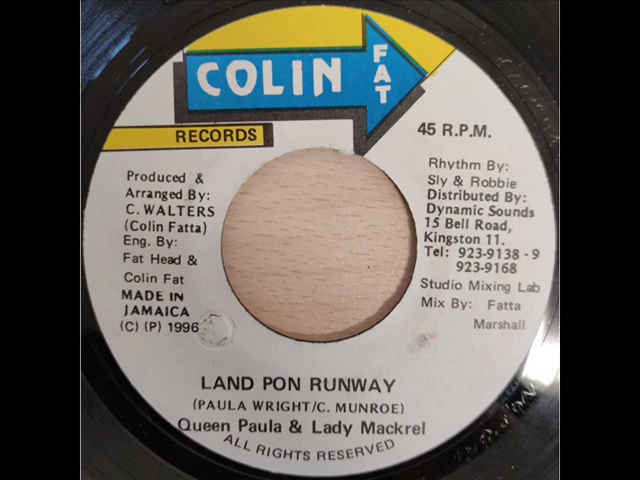 COLIN
FAT
RECORDS
45 R.P.M.
Produced &
Arranged By:
C. WALTERS
(Colin Fatta)
Eng. By:
Fat Head &
Colin Fat
MADE IN
JAMAICA
(C) (P) 1996
Rhythm By:
Sly & Robbie
Distributed By:
Dynamic Sounds
15 Bell Road,
Kingston 11.
Tel: 923-9138 - 9
923-9168
Studio Mixing Lab
Mix By: Fatta
Marshall
LAND PON RUNWAY
(PAULA WRIGHT/C. MUNROE)
Queen Paula & Lady Mackrel
ALL RIGHTS RESERVED